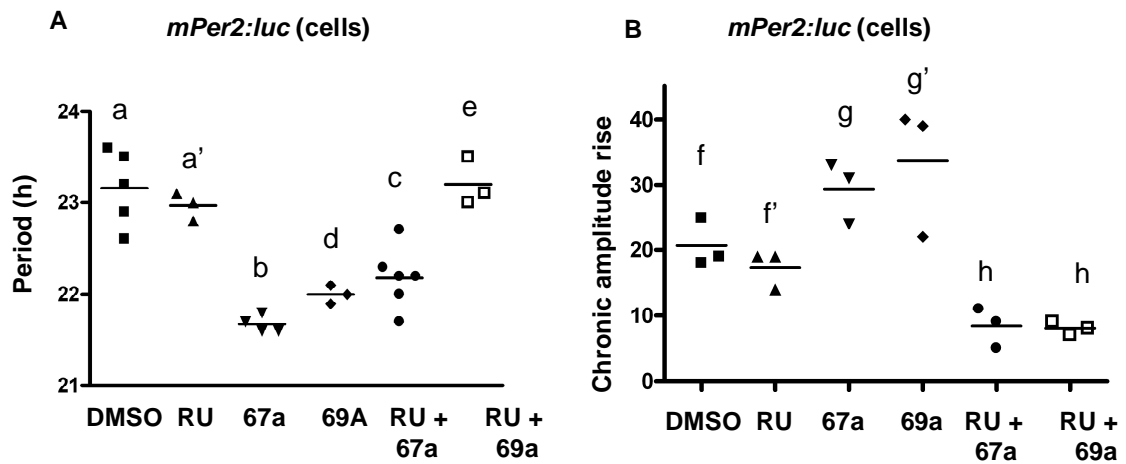 A
mPer2:luc (cells)
a
a’
b
d
c
e
Period (h)
24
23
22
21
DMSO RU 67a 69A RU + RU +
67a 69a
B
mPer2:luc (cells)
f
f’
g
g’
h
h
Chronic amplitude rise
40
30
20
10
0
DMSO RU 67a 69a RU + RU +
67a 69a